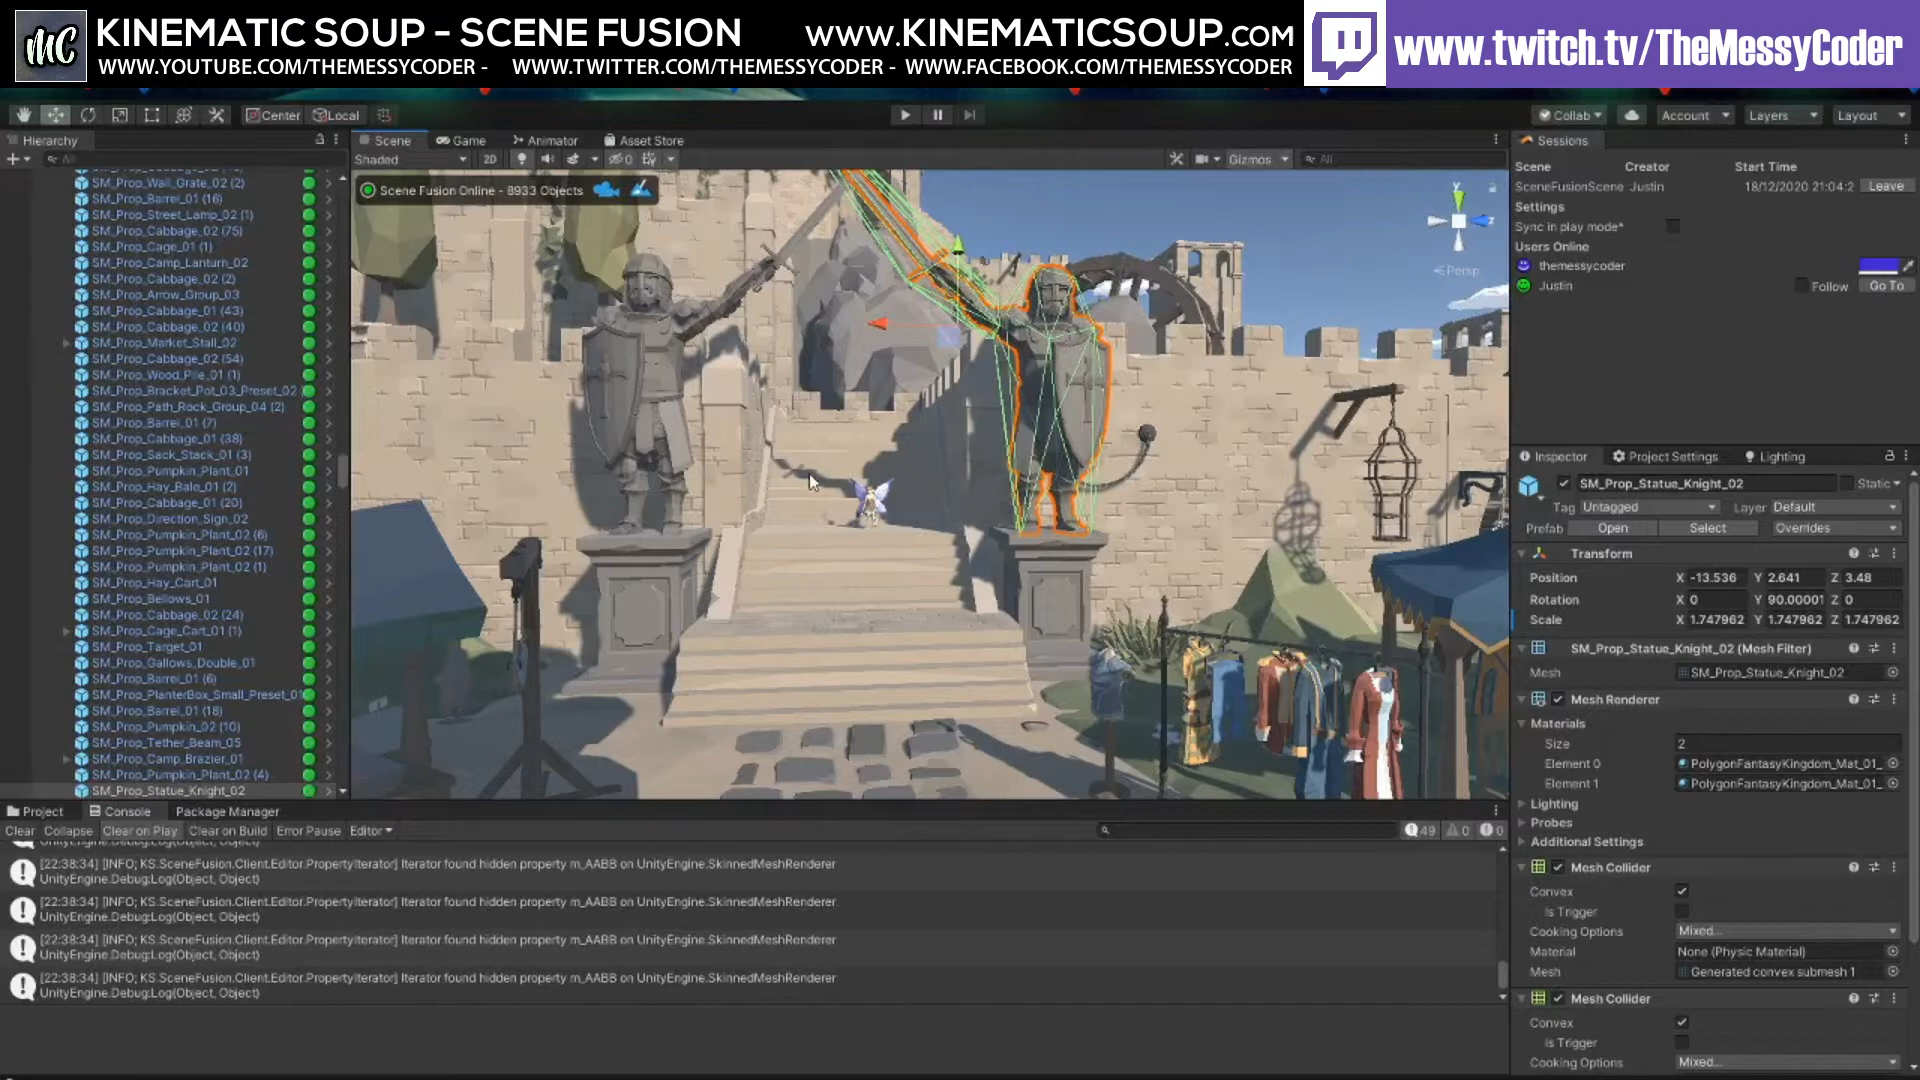 MC
KINEMATIC SOUP - SCENE FUSION
WWW.KINEMATICSOUP.COM
WWW.YOUTUBE.COM/THEMESSYCODER - WWW.TWITTER.COM/THEMESSYCODER - WWW.FACEBOOK.COM/THEMESSYCODER
www.twitch.tv/TheMessyCoder
Center Local
Collab Account Layers Layout
Hierarchy
All
SM_Prop_Wall_Grate_02 (2)
SM_Prop_Barrel_01 (16)
SM_Prop_Street_Lamp_02 (1)
SM_Prop_Cabbage_02 (75)
SM_Prop_Cage_01 (1)
SM_Prop_Camp_Lanturn_02
SM_Prop_Cabbage_02 (2)
SM_Prop_Arrow_Group_03
SM_Prop_Cabbage_01 (43)
SM_Prop_Cabbage_02 (40)
SM_Prop_Market_Stall_02
SM_Prop_Cabbage_02 (54)
SM_Prop_Wood_Pile_01 (1)
SM_Prop_Bracket_Pot_03_Preset_02
SM_Prop_Path_Rock_Group_04 (2)
SM_Prop_Barrel_01 (7)
SM_Prop_Cabbage_01 (38)
SM_Prop_Sack_Stack_01 (3)
SM_Prop_Pumpkin_Plant_01
SM_Prop_Hay_Bale_01 (2)
SM_Prop_Cabbage_01 (20)
SM_Prop_Direction_Sign_02
SM_Prop_Pumpkin_Plant_02 (6)
SM_Prop_Pumpkin_Plant_02 (17)
SM_Prop_Pumpkin_Plant_02 (1)
SM_Prop_Hay_Cart_01
SM_Prop_Bellows_01
SM_Prop_Cabbage_02 (24)
SM_Prop_Cage_Cart_01 (1)
SM_Prop_Target_01
SM_Prop_Gallows_Double_01
SM_Prop_Barrel_01 (6)
SM_Prop_PlanterBox_Small_Preset_01
SM_Prop_Barrel_01 (18)
SM_Prop_Pumpkin_02 (10)
SM_Prop_Tether_Beam_05
SM_Prop_Camp_Brazier_01
SM_Prop_Pumpkin_Plant_02 (4)
SM_Prop_Statue_Knight_02
Scene Game Animator Asset Store
Shaded 2D 0 Gizmos All
Scene Fusion Online - 8933 Objects
y
z
Persp
Sessions
Scene Creator Start Time
SceneFusionScene Justin 18/12/2020 21:04:2 Leave
Settings
Sync in play mode*
Users Online
themessycoder
Justin Follow Go To
Inspector Project Settings Lighting
SM_Prop_Statue_Knight_02 Static
Tag Untagged Layer Default
Prefab Open Select Overrides
Transform
Position X -13.536 Y 2.641 Z 3.48
Rotation X 0 Y 90.00001 Z 0
Scale X 1.747962 Y 1.747962 Z 1.747962
SM_Prop_Statue_Knight_02 (Mesh Filter)
Mesh SM_Prop_Statue_Knight_02
Mesh Renderer
Materials
Size 2
Element 0 PolygonFantasyKingdom_Mat_01_
Element 1 PolygonFantasyKingdom_Mat_01_
Lighting
Probes
Additional Settings
Mesh Collider
Convex
Is Trigger
Cooking Options Mixed...
Material None (Physic Material)
Mesh Generated convex submesh 1
Mesh Collider
Convex
Is Trigger
Cooking Options Mixed...
Project Console Package Manager
Clear Collapse Clear on Play Clear on Build Error Pause Editor 49 0 0
UnityEngine.Debug:Log(Object, Object)
[22:38:34] [INFO; KS.SceneFusion.Client.Editor.PropertyIterator] Iterator found hidden property m_AABB on UnityEngine.SkinnedMeshRenderer
UnityEngine.Debug:Log(Object, Object)
[22:38:34] [INFO; KS.SceneFusion.Client.Editor.PropertyIterator] Iterator found hidden property m_AABB on UnityEngine.SkinnedMeshRenderer
UnityEngine.Debug:Log(Object, Object)
[22:38:34] [INFO; KS.SceneFusion.Client.Editor.PropertyIterator] Iterator found hidden property m_AABB on UnityEngine.SkinnedMeshRenderer
UnityEngine.Debug:Log(Object, Object)
[22:38:34] [INFO; KS.SceneFusion.Client.Editor.PropertyIterator] Iterator found hidden property m_AABB on UnityEngine.SkinnedMeshRenderer
UnityEngine.Debug:Log(Object, Object)